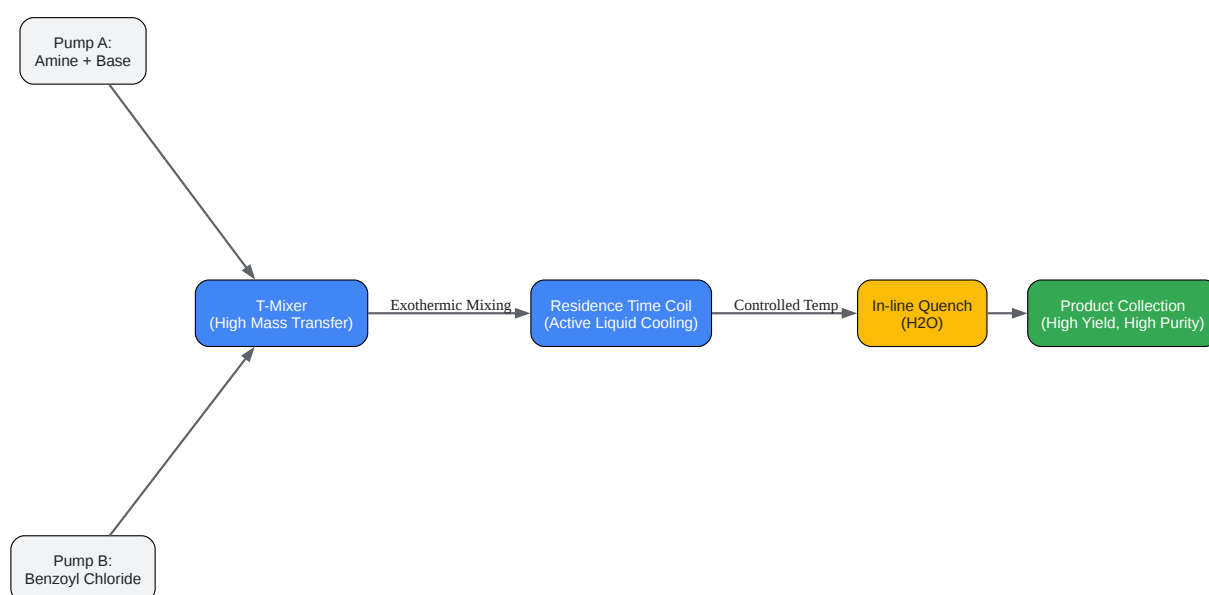 Pump A:
Amine + Base
T-Mixer
(High Mass Transfer)
Exothermic Mixing
Residence Time Coil
(Active Liquid Cooling)
Controlled Temp
In-line Quench
(H2O)
Product Collection
(High Yield, High Purity)
Pump B:
Benzoyl Chloride